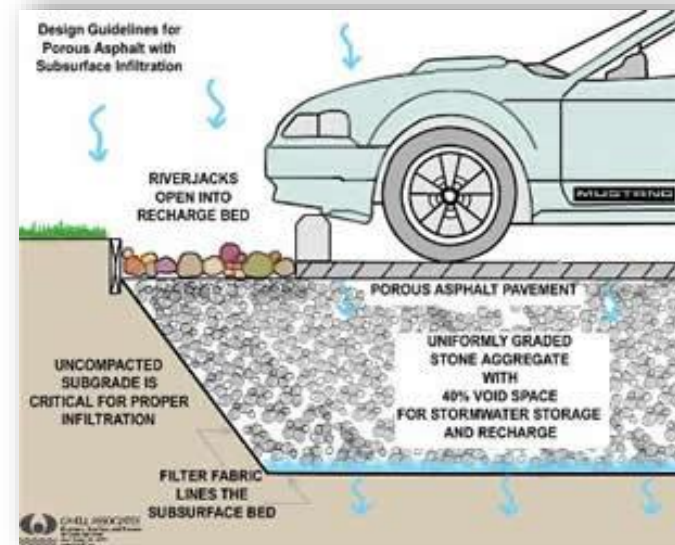 Design Guidelines for
Porous Asphalt with
Subsurface Infiltration
RIVERJACKS
OPEN INTO
RECHARGE BED
MUSTANG
POROUS ASPHALT PAVEMENT
UNIFORMLY GRADED
STONE AGGREGATE
WITH
40% VOID SPACE
FOR STORMWATER STORAGE
AND RECHARGE
UNCOMPACTED
SUBGRADE IS
CRITICAL FOR PROPER
INFILTRATION
FILTER FABRIC
LINES THE
SUBSURFACE BED
CAHILL ASSOCIATES